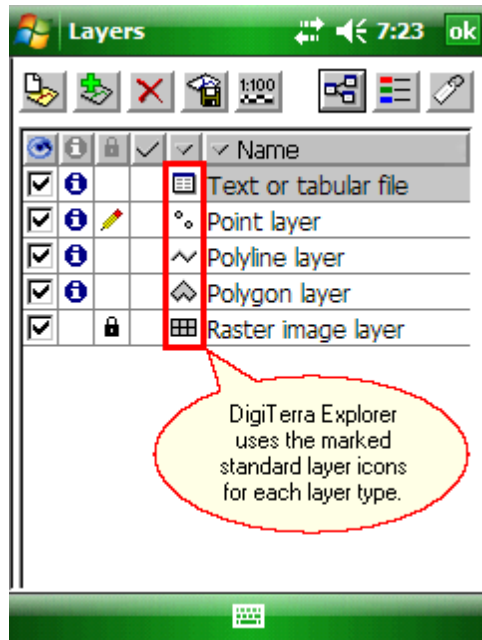 Layers 7:23 ok
1:100
Name
Text or tabular file
Point layer
Polyline layer
Polygon layer
Raster image layer
DigiTerra Explorer
uses the marked
standard layer icons
for each layer type.